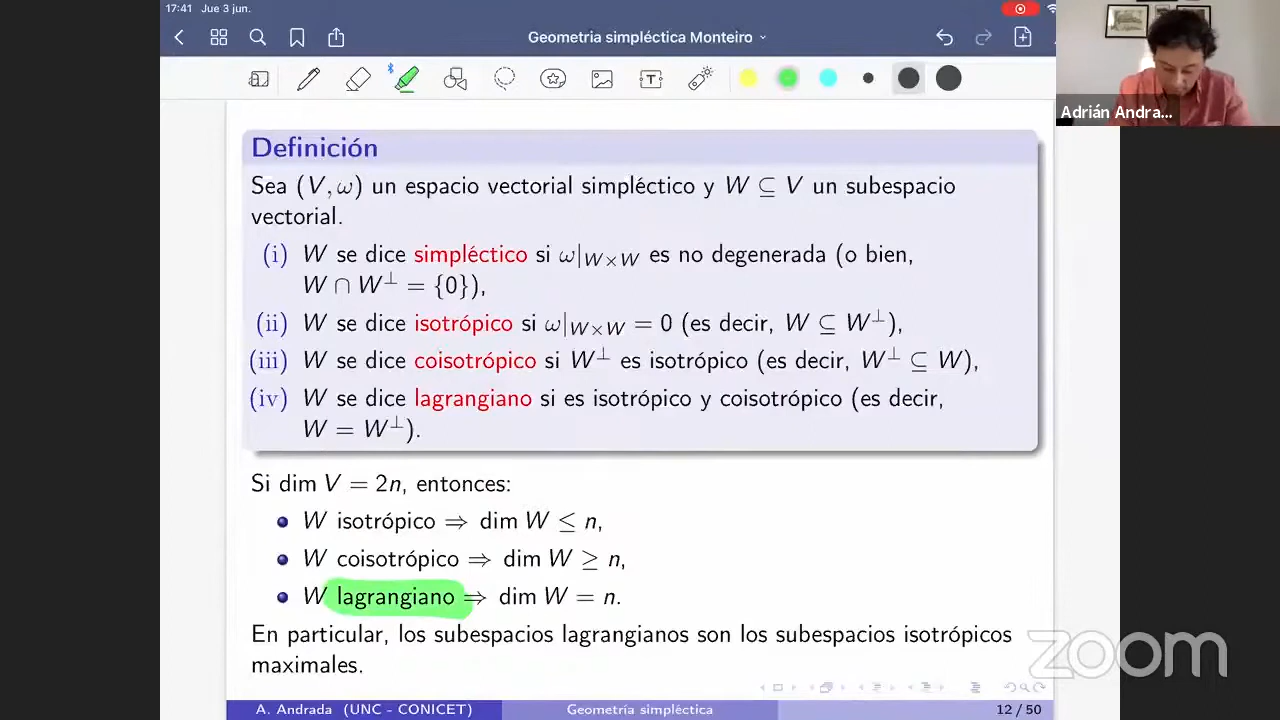 17:41 Jue 3 jun.
Geometria simpléctica Monteiro
Adrián Andra...
Definición
Sea (V, ω) un espacio vectorial simpléctico y W ⊆ V un subespacio
vectorial.
(i) W se dice simpléctico si ω|_{W×W} es no degenerada (o bien,
W ∩ W^⊥ = {0}),
(ii) W se dice isotrópico si ω|_{W×W} = 0 (es decir, W ⊆ W^⊥),
(iii) W se dice coisotrópico si W^⊥ es isotrópico (es decir, W^⊥ ⊆ W),
(iv) W se dice lagrangiano si es isotrópico y coisotrópico (es decir,
W = W^⊥).
Si dim V = 2n, entonces:
W isotrópico ⇒ dim W ≤ n,
W coisotrópico ⇒ dim W ≥ n,
W lagrangiano ⇒ dim W = n.
En particular, los subespacios lagrangianos son los subespacios isotrópicos
maximales.
zoom
A. Andrada (UNC - CONICET) Geometría simpléctica 12 / 50